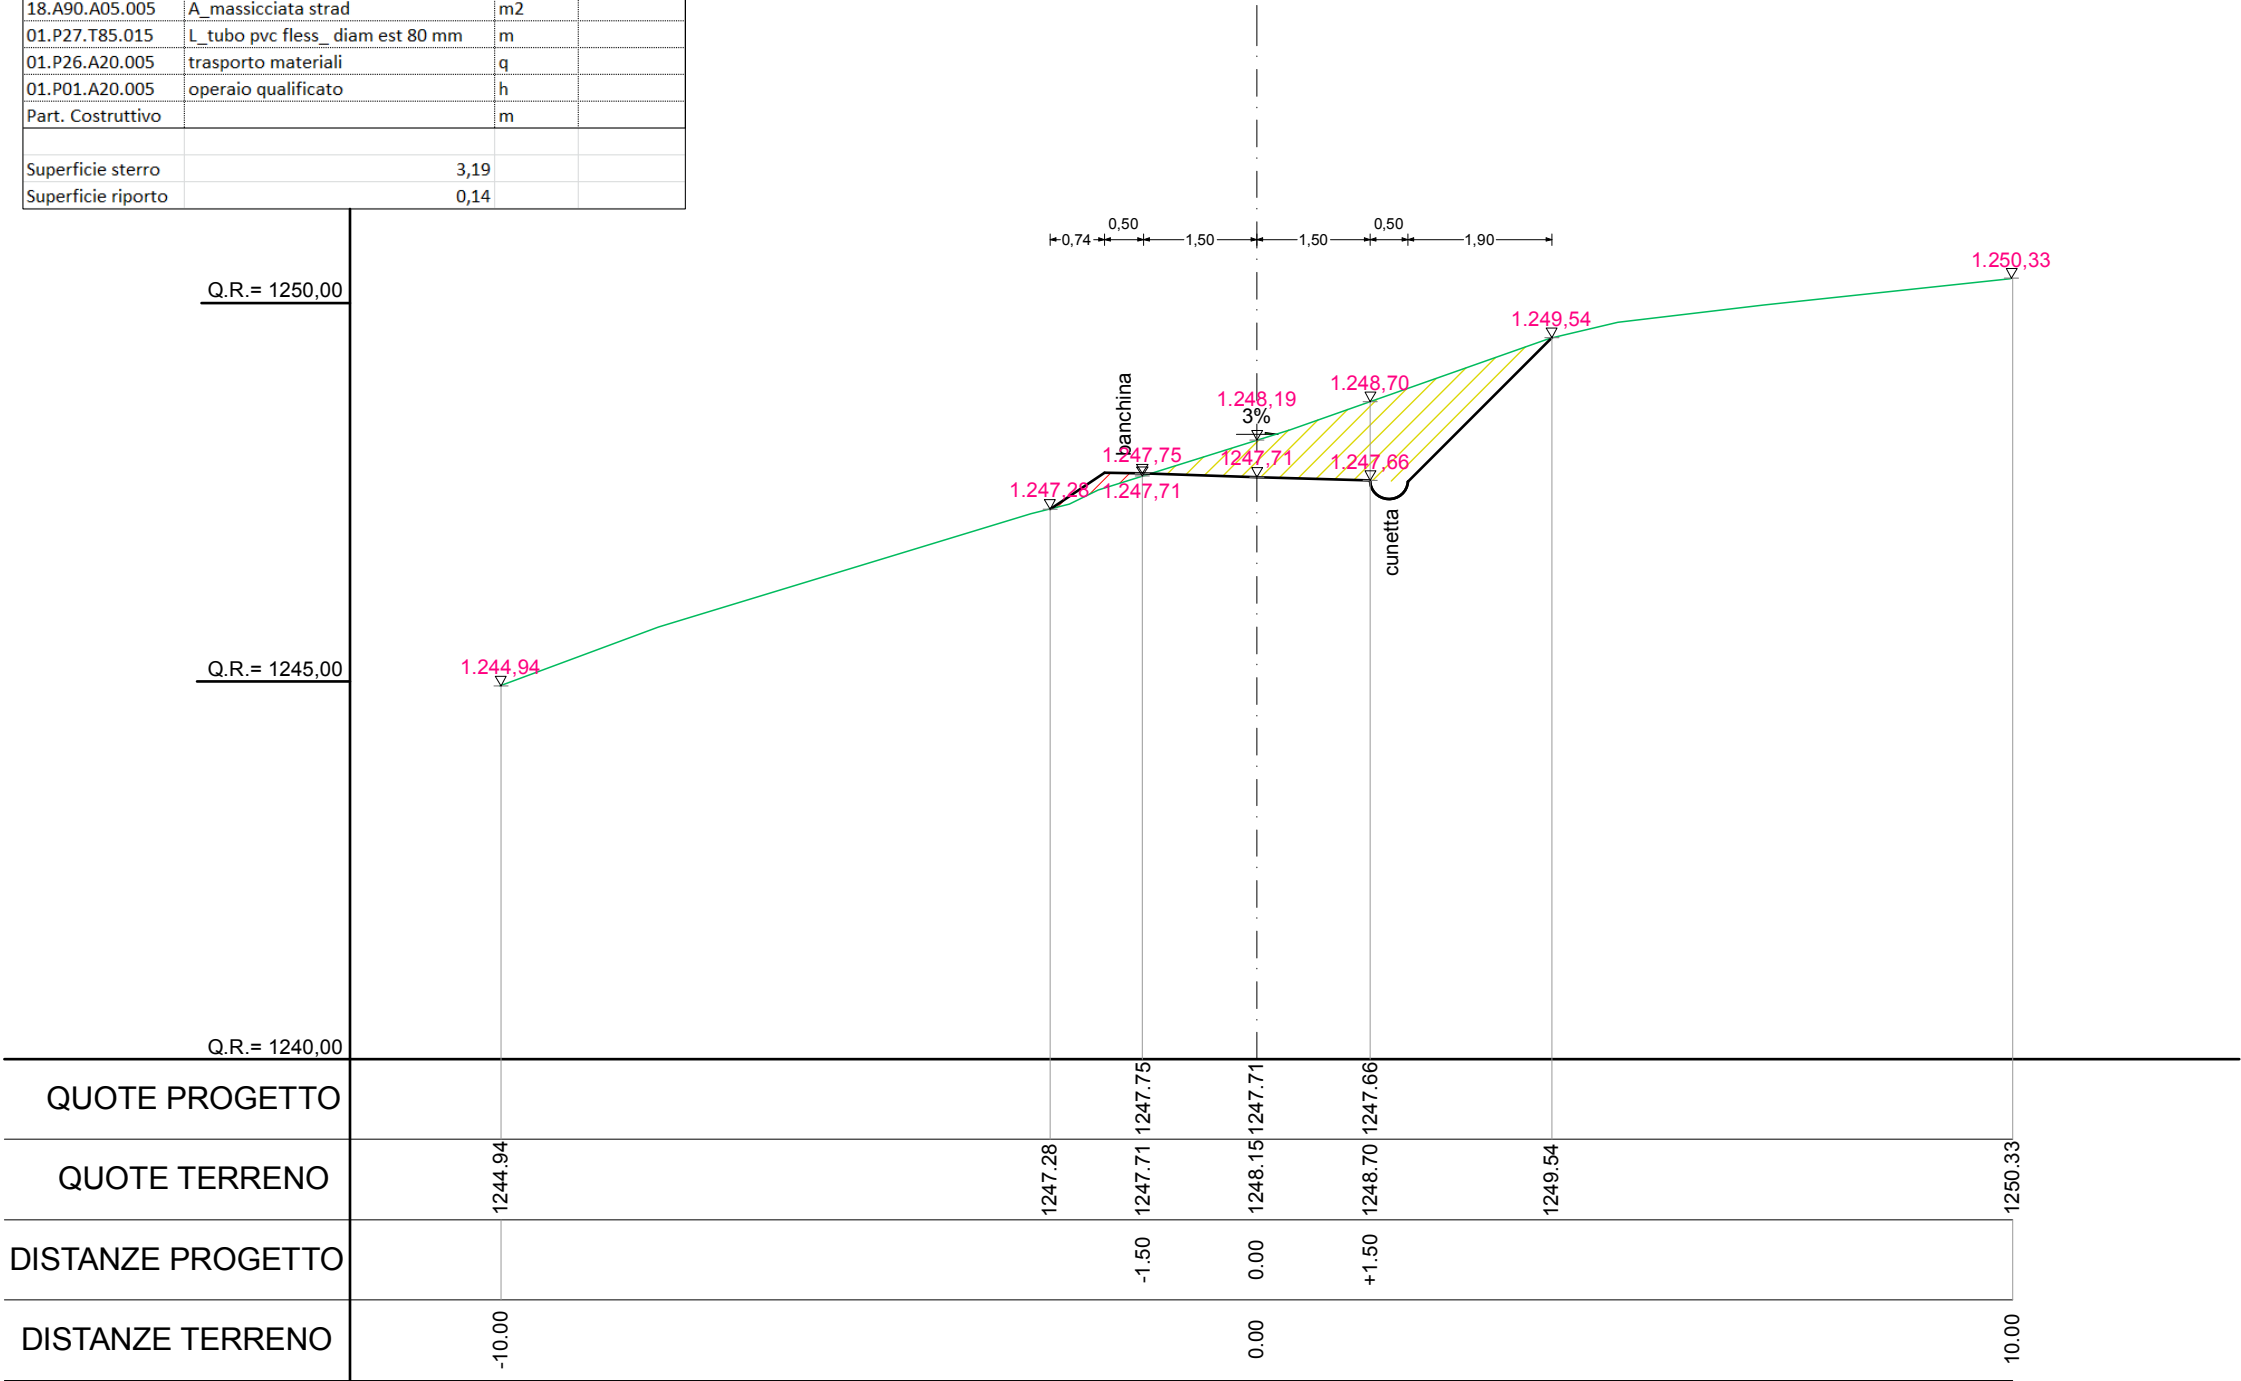 18.A90.A05.005 A_massicciata strad m2
01.P27.T85.015 L_tubo pvc fless_ diam est 80 mm m
01.P26.A20.005 trasporto materiali q
01.P01.A20.005 operaio qualificato h
Part. Costruttivo m
Superficie sterro 3,19
Superficie riporto 0,14
0,50 0,50
0,74 1,50 1,50 1,90
1.250,33
Q.R.= 1250,00
1.249,54
banchina
1.248,70
1.248,19
3%
1.247,75 1247,71 1.247,66
1.247,28 1.247,71
cunetta
Q.R.= 1245,00
1.244,94
Q.R.= 1240,00
QUOTE PROGETTO 1247.75 1247.71 1247.66
QUOTE TERRENO 1244.94 1247.28 1247.71 1248.15 1248.70 1249.54 1250.33
DISTANZE PROGETTO -1.50 0.00 +1.50
DISTANZE TERRENO -10.00 0.00 10.00